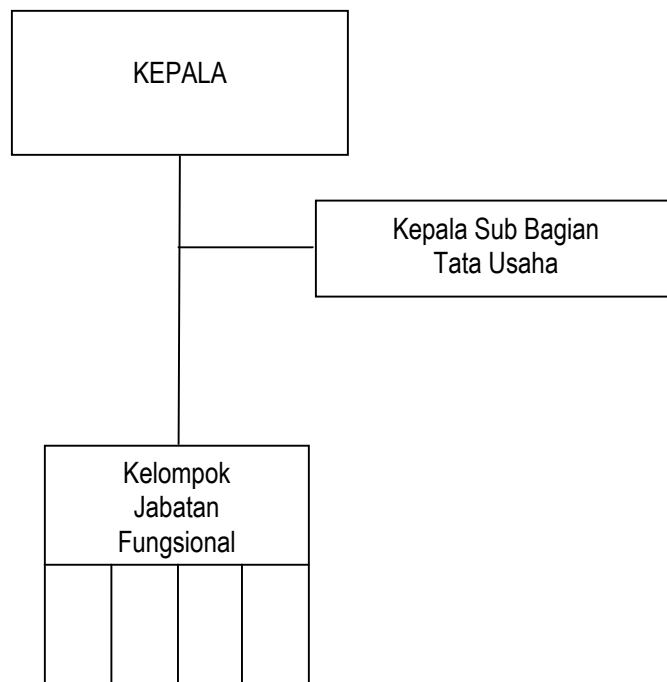 KEPALA
Kepala Sub Bagian
Tata Usaha
Kelompok
Jabatan
Fungsional